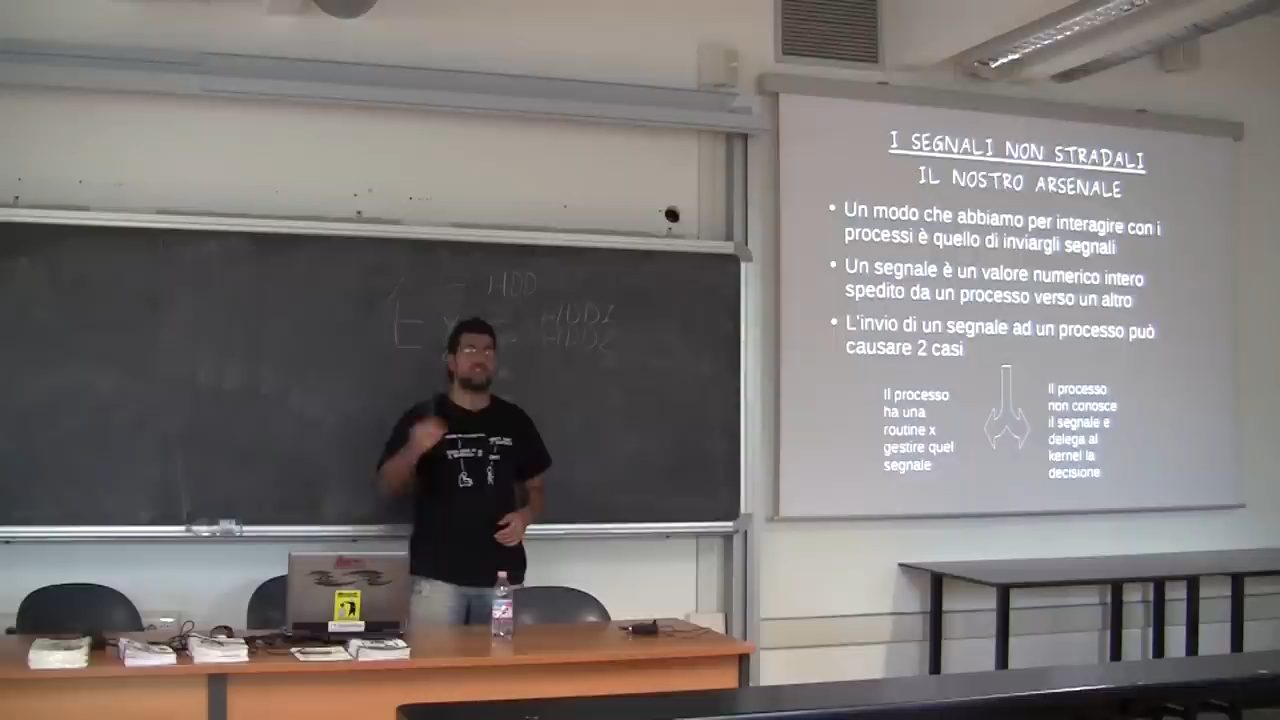 I SEGNALI NON STRADALI
IL NOSTRO ARSENALE
• Un modo che abbiamo per interagire con i
processi è quello di inviargli segnali
• Un segnale è un valore numerico intero
spedito da un processo verso un altro
• L'invio di un segnale ad un processo può
causare 2 casi
Il processo
ha una
routine x
gestire quel
segnale
Il processo
non conosce
il segnale e
delega al
kernel la
decisione
HDD